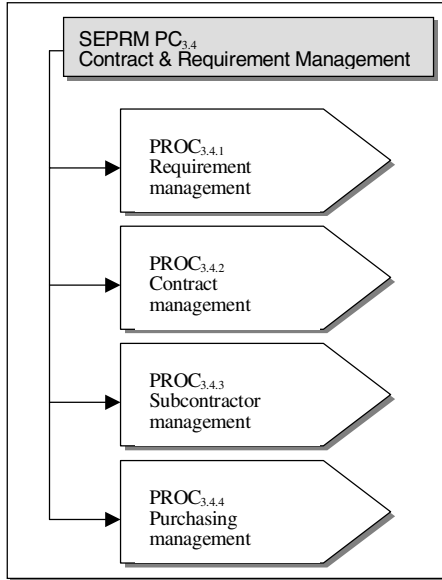 SEPRM PC3.4
Contract & Requirement Management
PROC3.4.1
Requirement
management
PROC3.4.2
Contract
management
PROC3.4.3
Subcontractor
management
PROC3.4.4
Purchasing
management